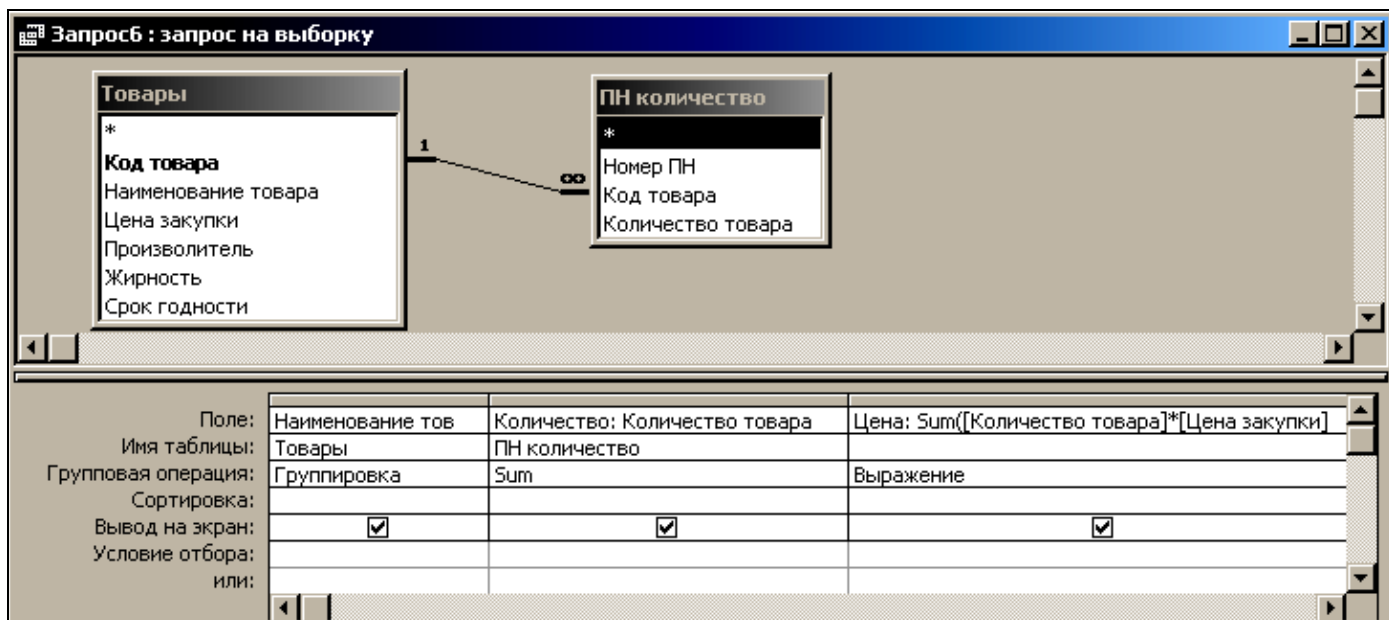 Запрос6 : запрос на выборку
Товары
*
Код товара
Наименование товара
Цена закупки
Произволитель
Жирность
Срок годности
1
∞
ПН количество
*
Номер ПН
Код товара
Количество товара
Поле: Наименование тов Количество: Количество товара Цена: Sum([Количество товара]*[Цена закупки]
Имя таблицы: Товары ПН количество
Групповая операция: Группировка Sum Выражение
Сортировка:
Вывод на экран:
Условие отбора:
или: